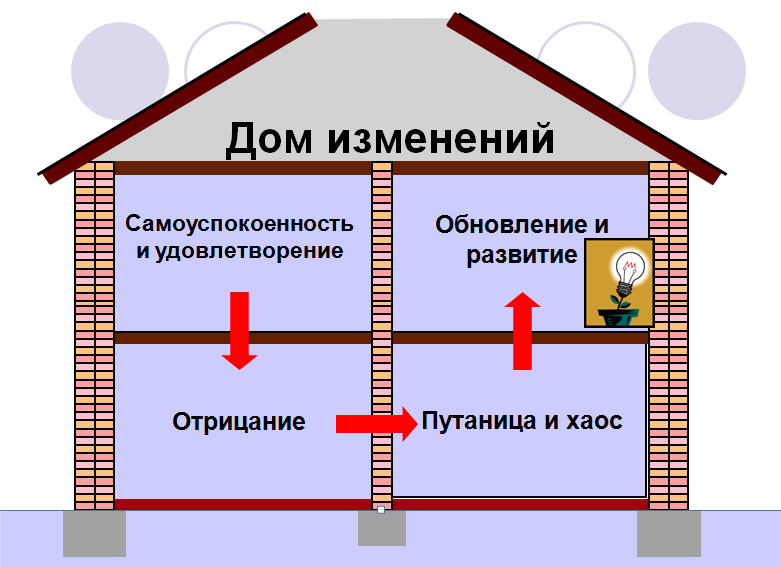 Дом изменений
Самоуспокоенность
и удовлетворение
Обновление и
развитие
Отрицание
Путаница и хаос